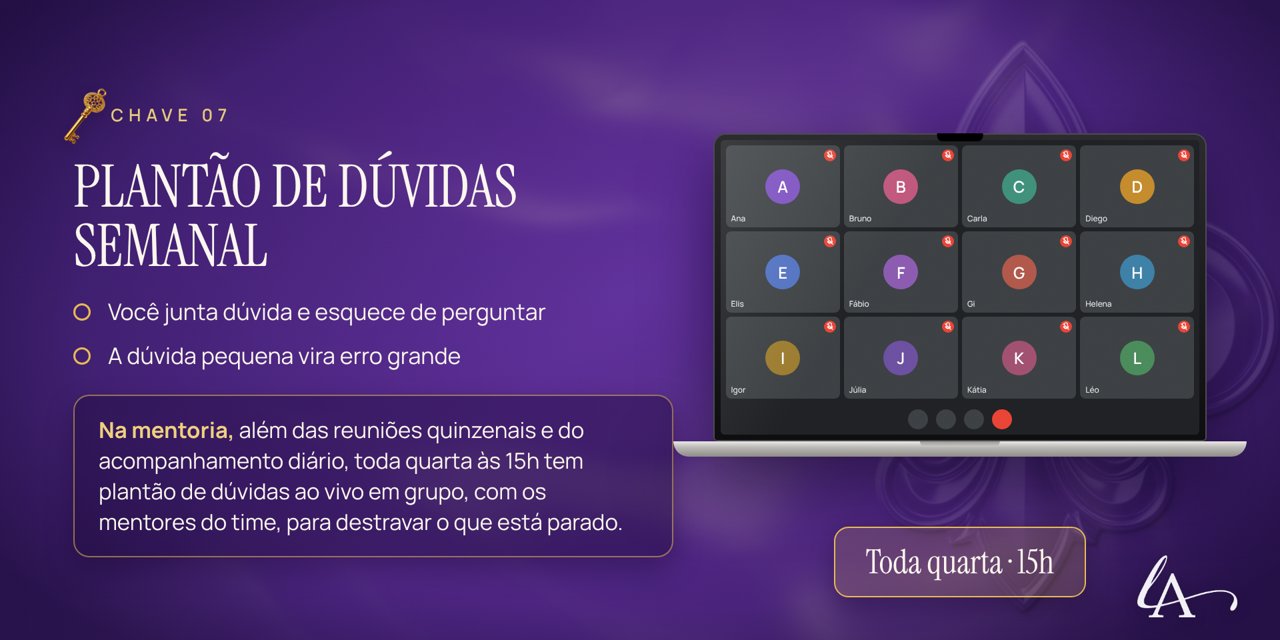 CHAVE 07
PLANTÃO DE DÚVIDAS
SEMANAL
Você junta dúvida e esquece de perguntar
A dúvida pequena vira erro grande
Na mentoria, além das reuniões quinzenais e do
acompanhamento diário, toda quarta às 15h tem
plantão de dúvidas ao vivo em grupo, com os
mentores do time, para destravar o que está parado.
A
Ana
B
Bruno
C
Carla
D
Diego
E
Elis
F
Fábio
G
Gi
H
Helena
I
Igor
J
Júlia
K
Kátia
L
Léo
Toda quarta · 15h
lA